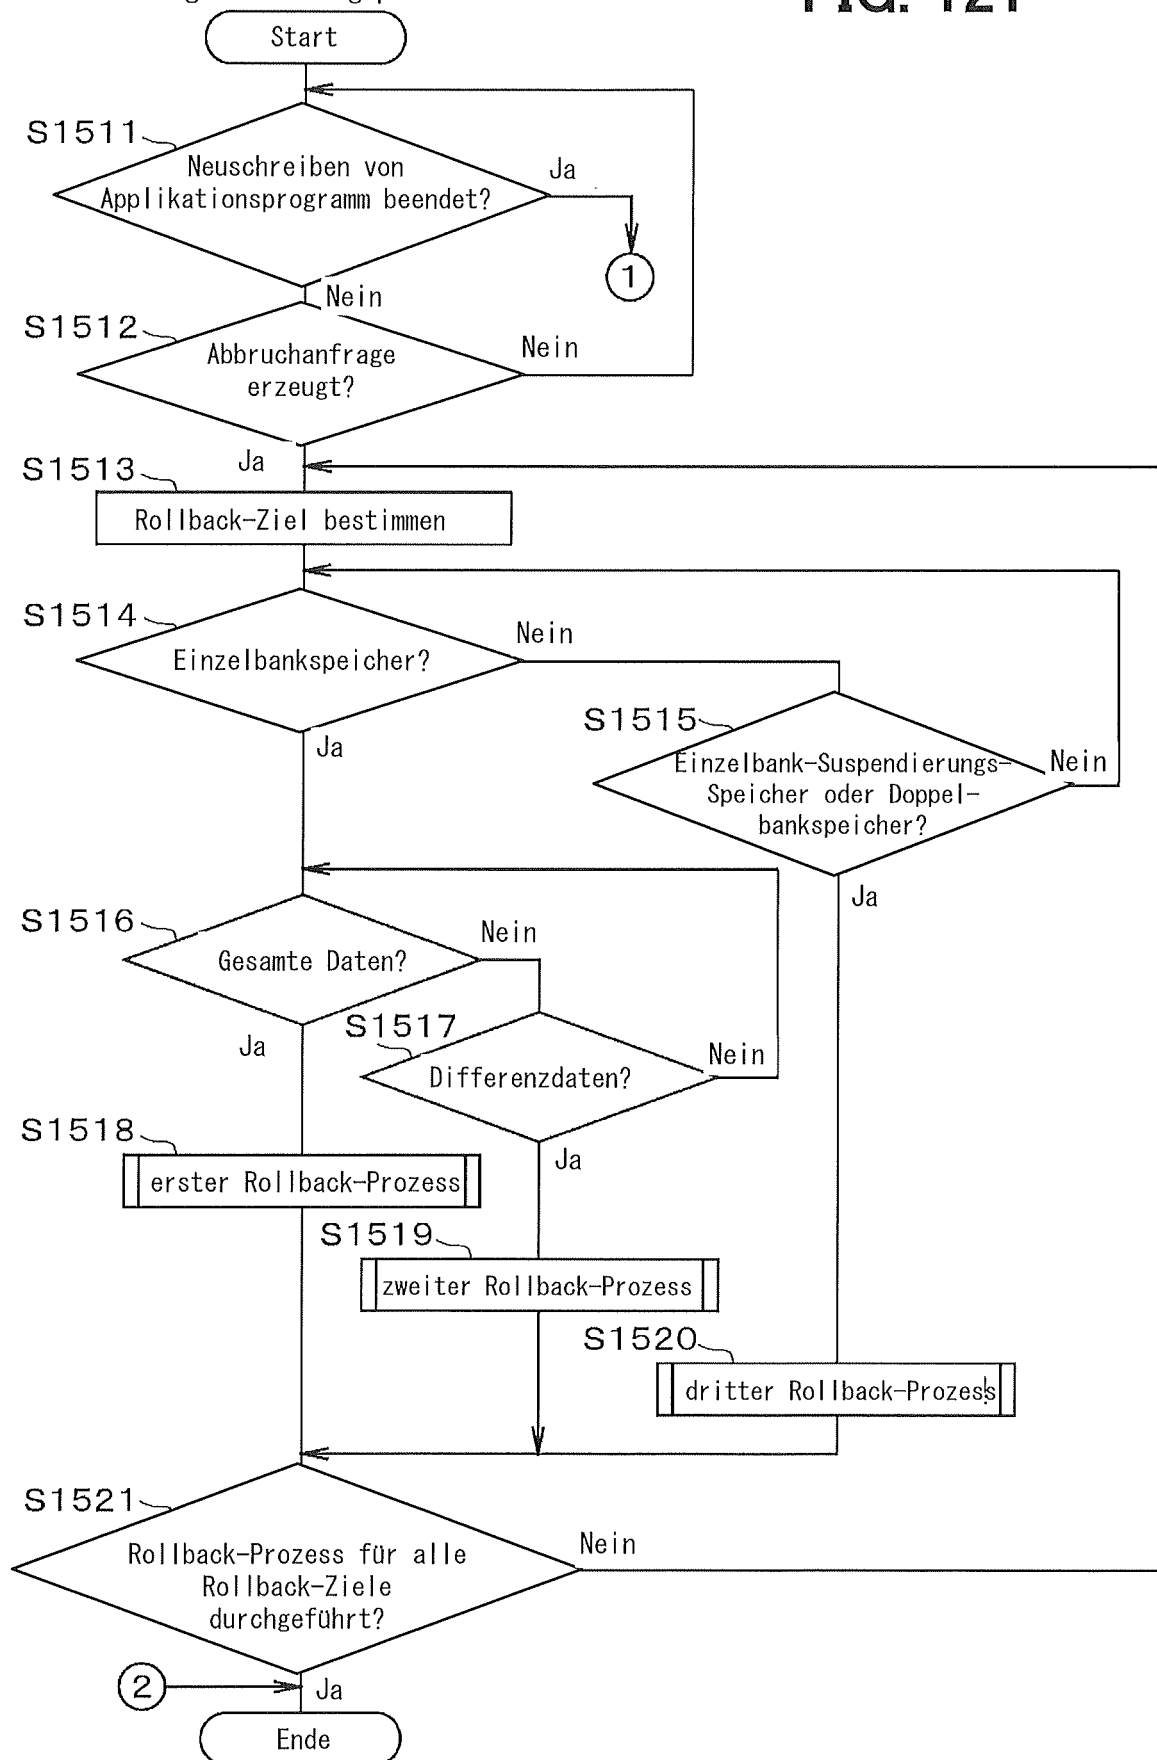 FIG. 121
Start
S1511
Neuschreiben von
Applikationsprogramm beendet?
Ja
1
Nein
S1512
Abbruchanfrage
erzeugt?
Nein
Ja
S1513
Rollback-Ziel bestimmen
S1514
Einzelbankspeicher?
Nein
Ja
S1515
Einzelbank-Suspendierungs-
Speicher oder Doppel-
bankspeicher?
Nein
Ja
S1516
Gesamte Daten?
Nein
Ja
S1517
Differenzdaten?
Nein
Ja
S1518
erster Rollback-Prozess
S1519
zweiter Rollback-Prozess
S1520
dritter Rollback-Prozess
S1521
Rollback-Prozess für alle
Rollback-Ziele
durchgeführt?
Nein
2
Ja
Ende